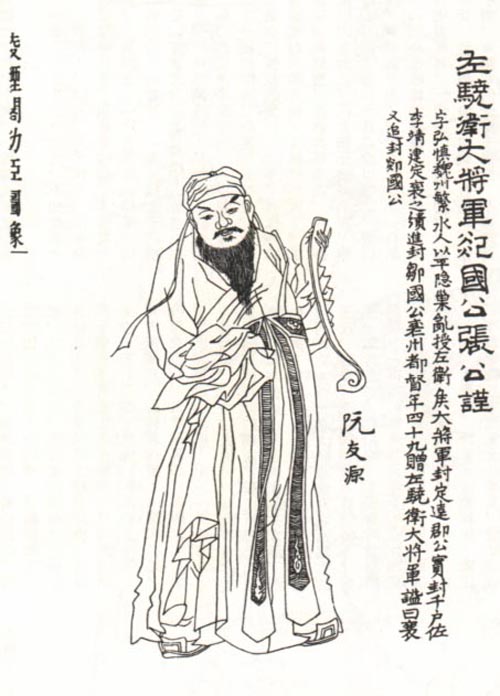 左驍衛大將軍郯國公張公謹
字弘慎魏州繁水人以平隱巢亂授左衛矦大將軍封定遠郡公實封千戶佐
李靖建定襄之績進封鄒國公襄州都督年四十九贈左驍衛大將軍謚曰襄
又追封郯國公
阮友源
凌煙閣功臣圖象